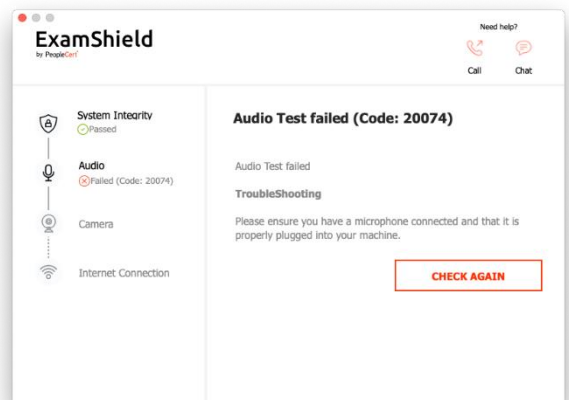 ExamShield
by PeopleCert
Need help?
Call
Chat
System Integrity
Passed
Audio
Failed (Code: 20074)
Camera
Internet Connection
Audio Test failed (Code: 20074)
Audio Test failed
TroubleShooting
Please ensure you have a microphone connected and that it is
properly plugged into your machine.
CHECK AGAIN